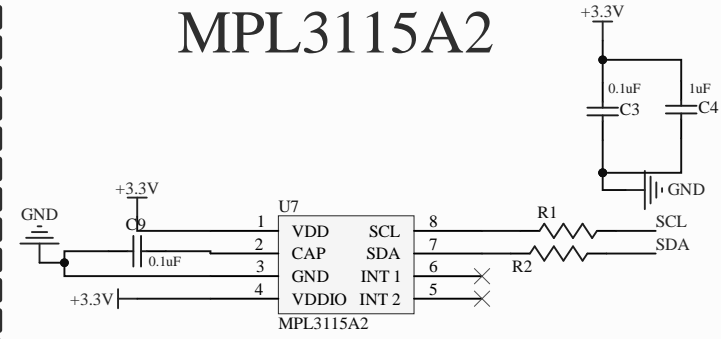 MPL3115A2
+3.3V
0.1uF
C3
1uF
C4
GND
+3.3V
GND
C9
0.1uF
+3.3V
U7
1 VDD SCL 8
2 CAP SDA 7
3 GND INT 1 6
4 VDDIO INT 2 5
MPL3115A2
R1
SCL
R2
SDA